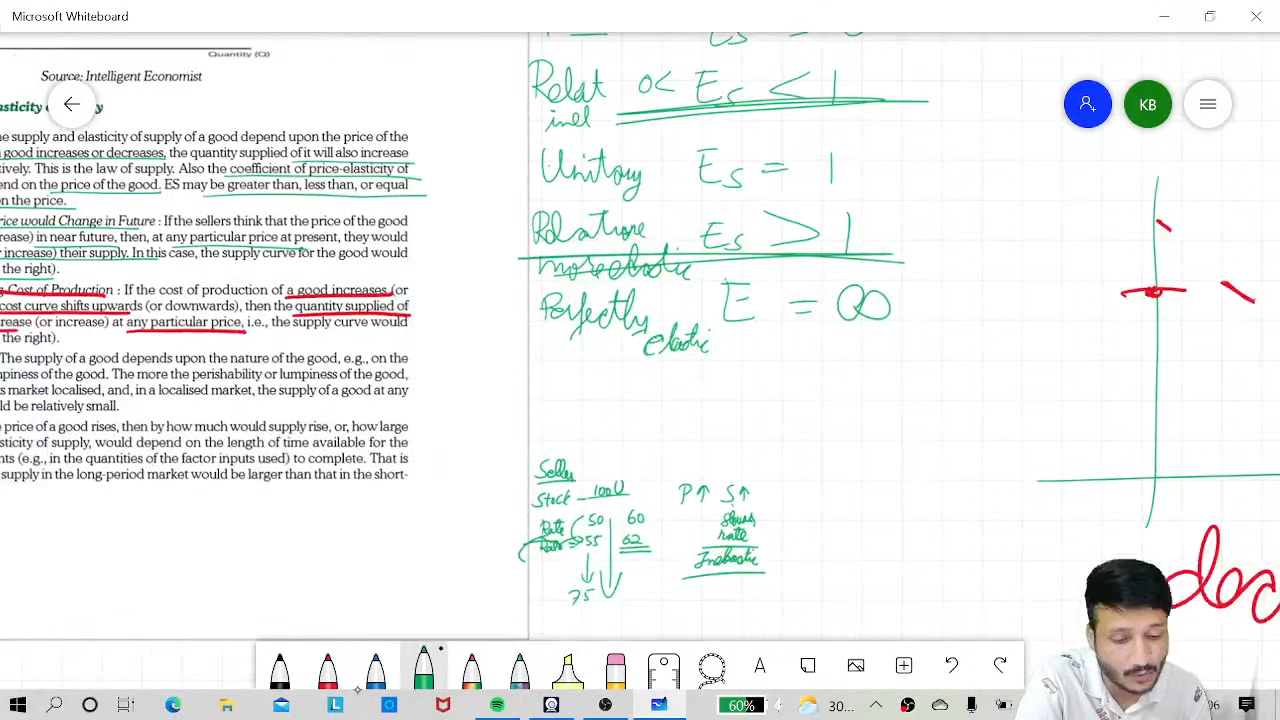 Microsoft Whiteboard
Quantity (Q)
Source: Intelligent Economist
asticity
e supply and elasticity of supply of a good depend upon the price of the
good increases or decreases, the quantity supplied of it will also increase
tively. This is the law of supply. Also the coefficient of price-elasticity of
end on the price of the good. ES may be greater than, less than, or equal
on the price.
rice would Change in Future : If the sellers think that the price of the good
rease) in near future, then, at any particular price at present, they would
r increase) their supply. In this case, the supply curve for the good would
the right).
g Cost of Production : If the cost of production of a good increases (or
cost curve shifts upwards (or downwards), then the quantity supplied of
rease (or increase) at any particular price, i.e., the supply curve would
the right).
The supply of a good depends upon the nature of the good, e.g., on the
mpiness of the good. The more the perishability or lumpiness of the good,
ts market localised, and, in a localised market, the supply of a good at any
ld be relatively small.
e price of a good rises, then by how much would supply rise, or, how large
sticity of supply, would depend on the length of time available for the
nts (e.g., in the quantities of the factor inputs used) to complete. That is
supply in the long-period market would be larger than that in the short-
Relat 0< Es < 1
inel
Unitory Es = 1
Es > 1
more elastic
Perfectly E = ∞
elastic
Seller
Stock 100U
Rate 50 60
55 62
75
P↑ S↑
rate
Inelastic
dec
KB
60%
30...
06